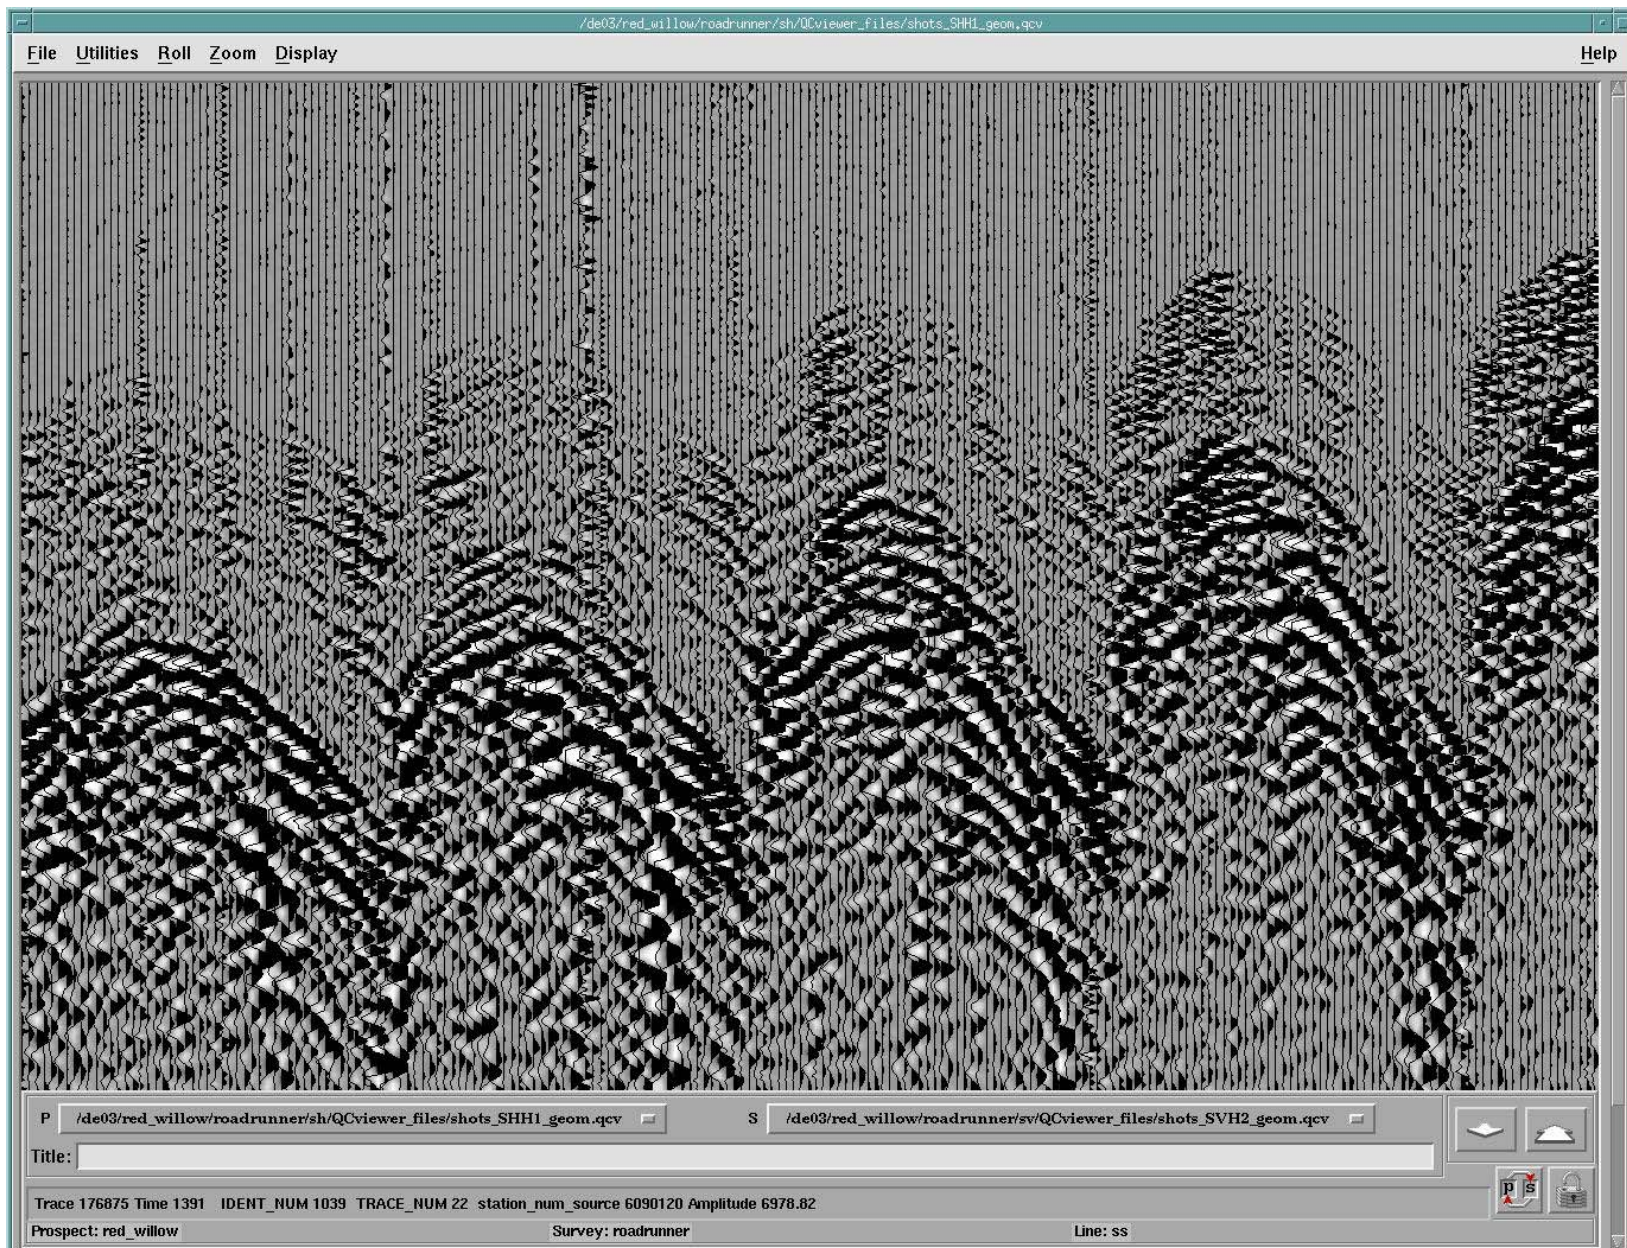 /de03/red_willow/roadrunner/sh/QCviewer_files/shots_SHH1_geom.qcv
File Utilities Roll Zoom Display Help
P /de03/red_willow/roadrunner/sh/QCviewer_files/shots_SHH1_geom.qcv S /de03/red_willow/roadrunner/sv/QCviewer_files/shots_SVH2_geom.qcv
Title:
p s
Trace 176875 Time 1391 IDENT_NUM 1039 TRACE_NUM 22 station_num_source 6090120 Amplitude 6978.82
Prospect: red_willow Survey: roadrunner Line: ss